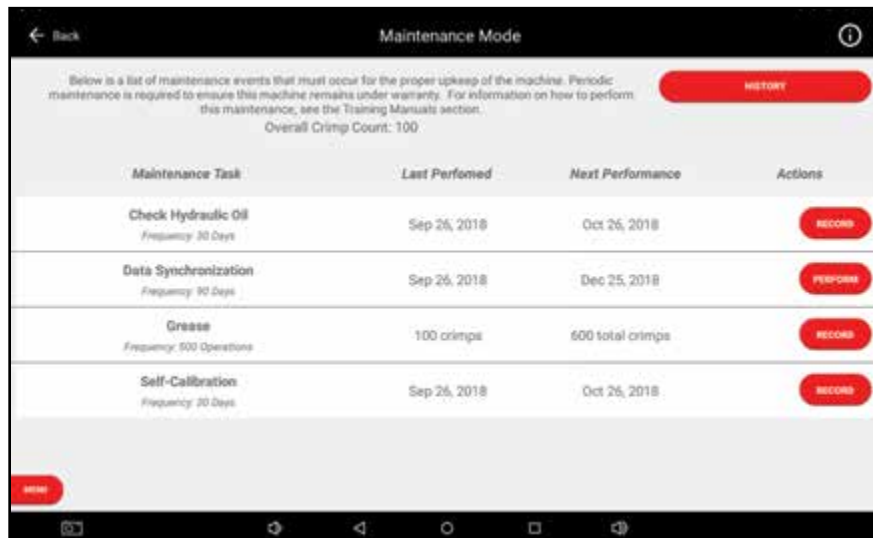 Back
Maintenance Mode
Below is a list of maintenance events that must occur for the proper upkeep of the machine. Periodic
maintenance is required to ensure this machine remains under warranty. For information on how to perform
this maintenance, see the Training Manuals section.
Overall Crimp Count: 100
HISTORY
Maintenance Task Last Perfomed Next Performance Actions
Check Hydraulic Oil
Frequency: 30 Days
Sep 26, 2018 Oct 26, 2018 RECORD
Data Synchronization
Frequency: 90 Days
Sep 26, 2018 Dec 25, 2018 PERFORM
Grease
Frequency: 500 Operations
100 crimps 600 total crimps RECORD
Self-Calibration
Frequency: 30 Days
Sep 26, 2018 Oct 26, 2018 RECORD
MENU